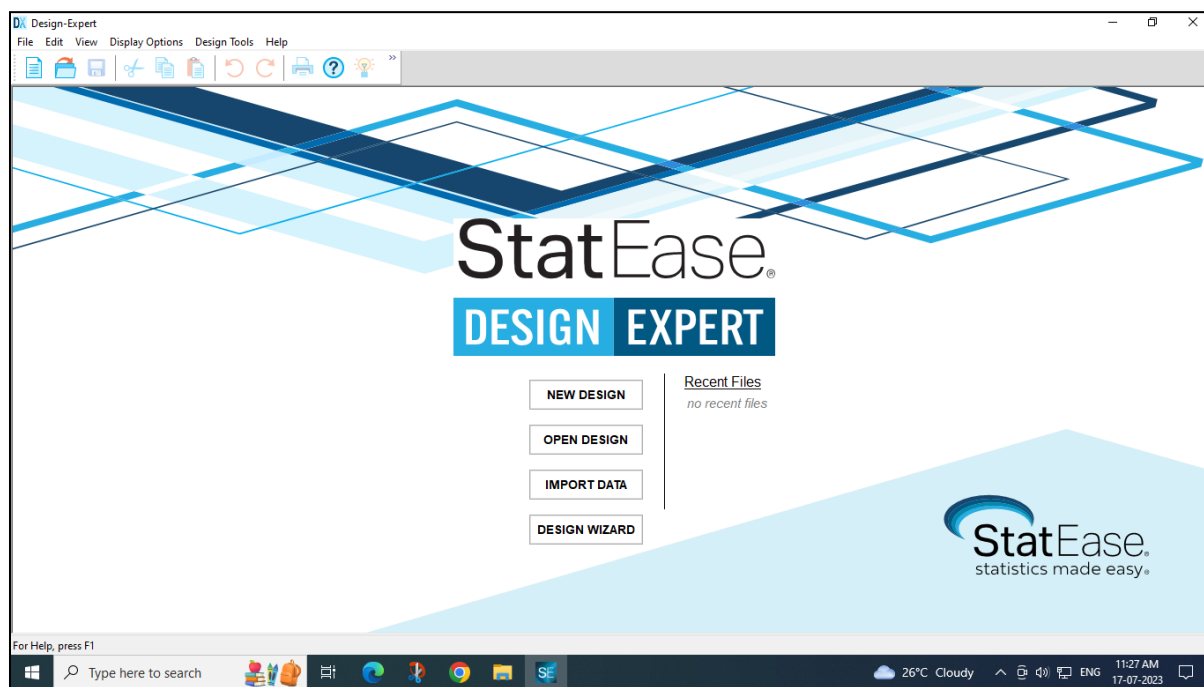 DX Design-Expert
File Edit View Display Options Design Tools Help
»
StatEase®
DESIGN EXPERT
NEW DESIGN
OPEN DESIGN
IMPORT DATA
DESIGN WIZARD
Recent Files
no recent files
StatEase®
statistics made easy®
For Help, press F1
Type here to search
SE
26°C Cloudy
ENG
11:27 AM
17-07-2023